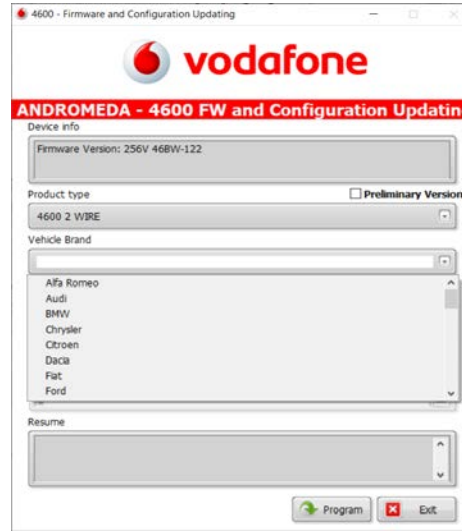 4600 - Firmware and Configuration Updating
vodafone
ANDROMEDA - 4600 FW and Configuration Updatin
Device info
Firmware Version: 256V 46BW-122
Product type
Preliminary Version
4600 2 WIRE
Vehicle Brand
Alfa Romeo
Audi
BMW
Chrysler
Citroen
Dacia
Fiat
Ford
Resume
Program
Exit